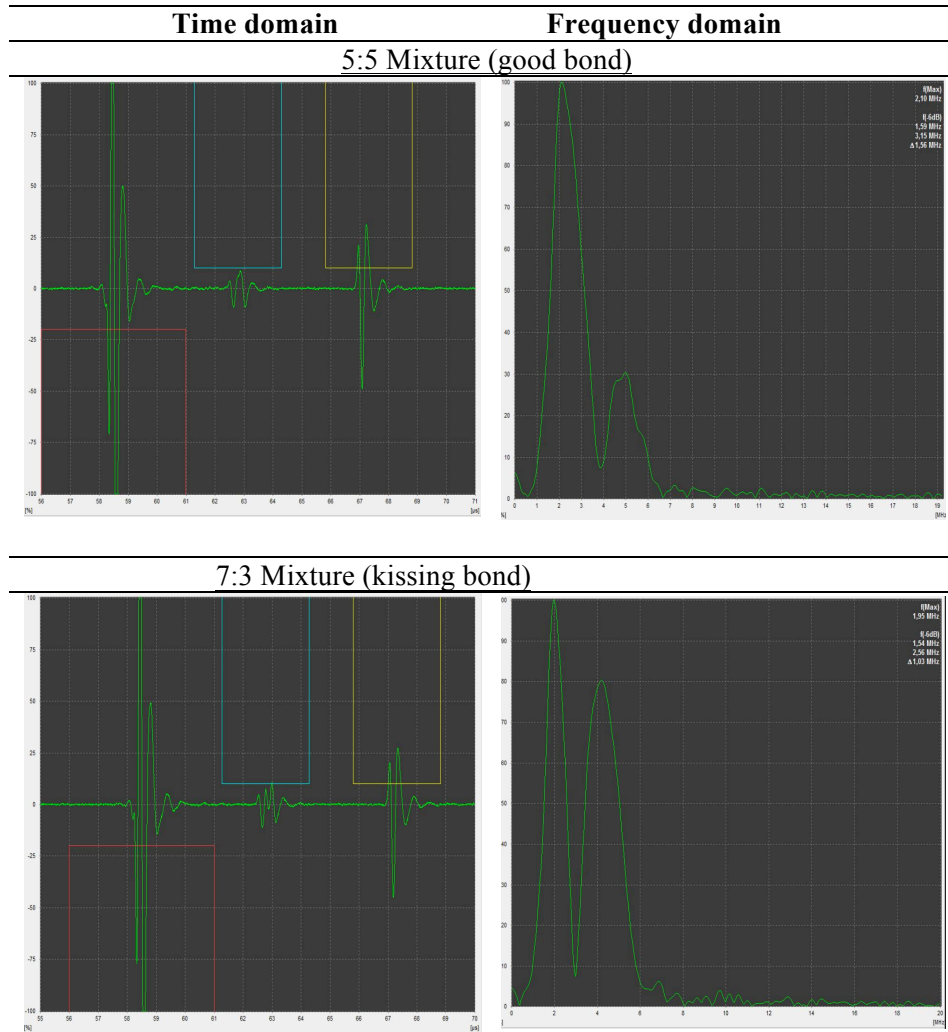 Time domain Frequency domain
5:5 Mixture (good bond)
100
75
50
25
0
-25
-50
-75
-100
56 57 58 59 60 61 62 63 64 65 66 67 68 69 70 71
[%] [µs]
100
90
80
70
60
50
40
30
20
10
0
f(Max)
2,10 MHz
f(-6dB)
1,59 MHz
3,15 MHz
Δ1,56 MHz
0 1 2 3 4 5 6 7 8 9 10 11 12 13 14 15 16 17 18 19
%] [MHz
7:3 Mixture (kissing bond)
100
75
50
25
0
-25
-50
-75
-100
55 56 57 58 59 60 61 62 63 64 65 66 67 68 69 70
[%] [µs]
00
90
80
70
60
50
40
30
20
10
0
f(Max)
1,95 MHz
f(-6dB)
1,54 MHz
2,56 MHz
Δ1,03 MHz
0 2 4 6 8 10 12 14 16 18 20
[MHz]